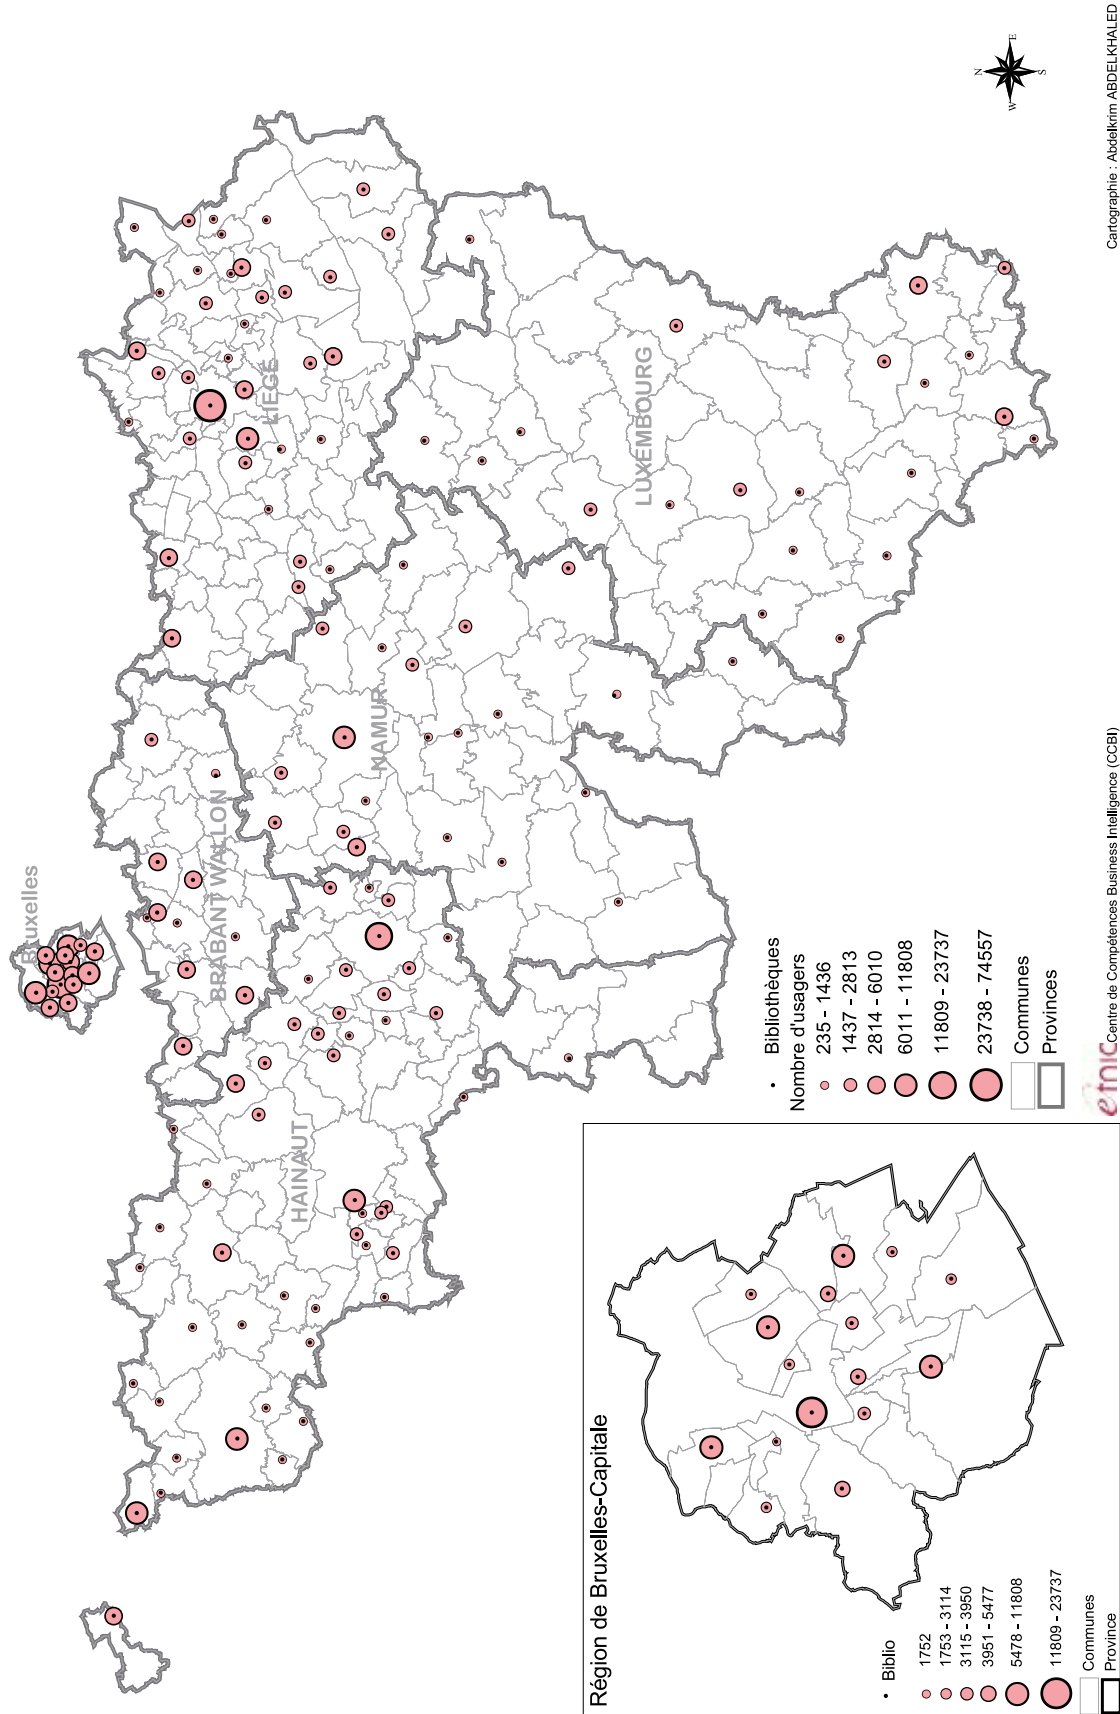 Bruxelles
BRABANT WALLON
LIEGE
HAINAUT
NAMUR
LUXEMBOURG
N
W
E
S
Bibliothèques
Nombre d'usagers
235 - 1436
1437 - 2813
2814 - 6010
6011 - 11808
11809 - 23737
23738 - 74557
Communes
Provinces
Région de Bruxelles-Capitale
Biblio
1752
1753 - 3114
3115 - 3950
3951 - 5477
5478 - 11808
11809 - 23737
Communes
Province
etnic
Centre de Compétences Business Intelligence (CCBI)
Cartographie : Abdelkrim ABDELKHALED